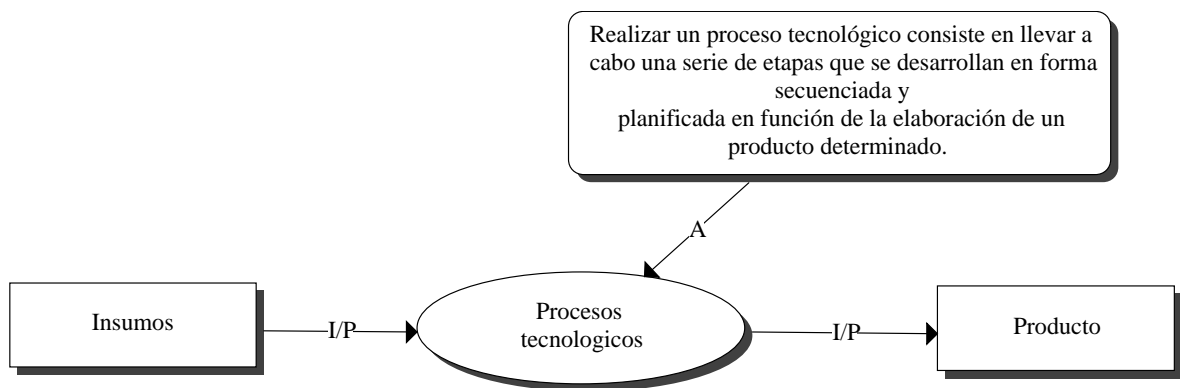 Realizar un proceso tecnológico consiste en llevar a
cabo una serie de etapas que se desarrollan en forma
secuenciada y
planificada en función de la elaboración de un
producto determinado.
A
Insumos
I/P
Procesos
tecnologicos
I/P
Producto